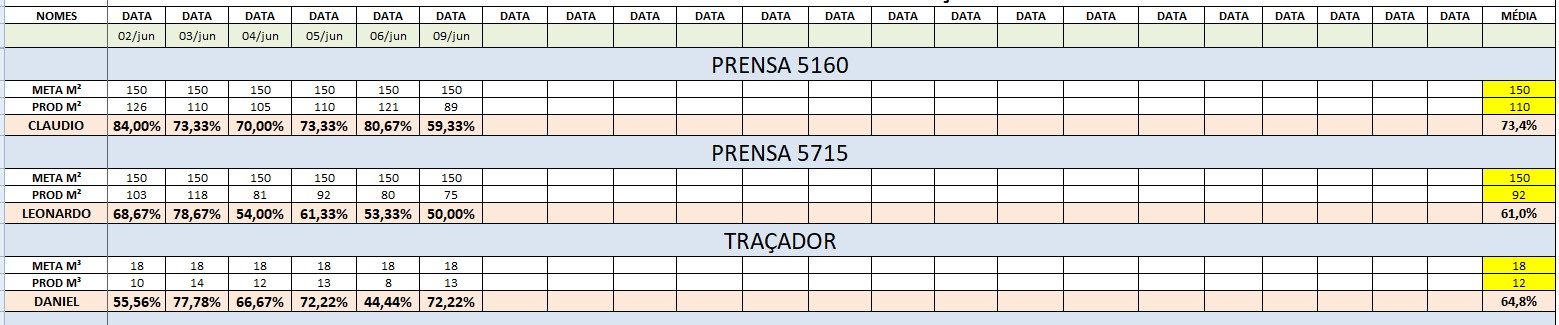 NOMES DATA DATA DATA DATA DATA DATA DATA DATA DATA DATA DATA DATA DATA DATA DATA DATA DATA DATA DATA DATA DATA DATA MÉDIA
02/jun 03/jun 04/jun 05/jun 06/jun 09/jun
PRENSA 5160
META M² 150 150 150 150 150 150 150
PROD M² 126 110 105 110 121 89 110
CLAUDIO 84,00% 73,33% 70,00% 73,33% 80,67% 59,33% 73,4%
PRENSA 5715
META M² 150 150 150 150 150 150 150
PROD M² 103 118 81 92 80 75 92
LEONARDO 68,67% 78,67% 54,00% 61,33% 53,33% 50,00% 61,0%
TRAÇADOR
META M³ 18 18 18 18 18 18 18
PROD M³ 10 14 12 13 8 13 12
DANIEL 55,56% 77,78% 66,67% 72,22% 44,44% 72,22% 64,8%